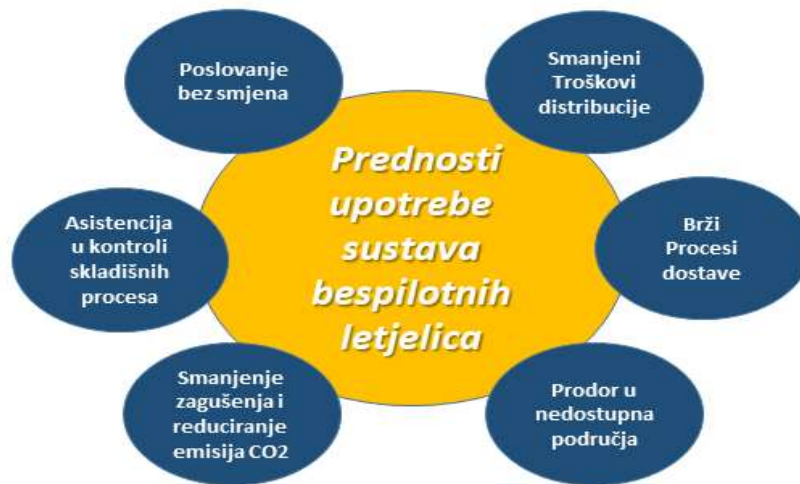 Poslovanje
bez smjena
Smanjeni
Troškovi
distribucije
Prednosti
upotrebe
sustava
bespilotnih
letjelica
Asistencija
u kontroli
skladišnih
procesa
Brži
Procesi
dostave
Smanjenje
zagušenja i
reduciranje
emisija CO2
Prodor u
nedostupna
područja